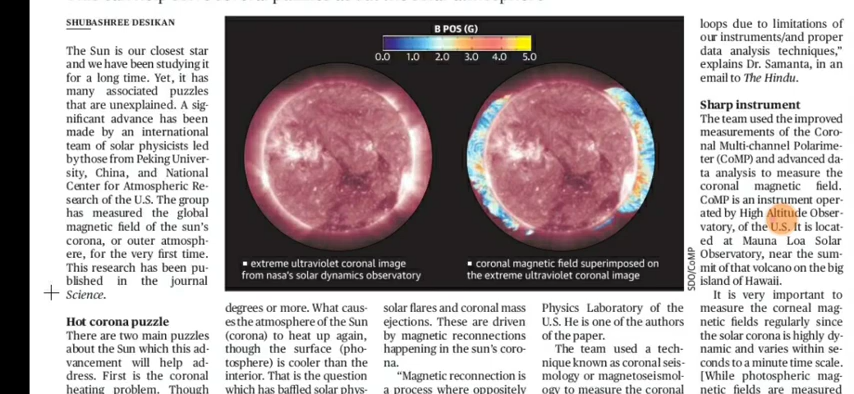 SHUBASHREE DESIKAN
The Sun is our closest star
and we have been studying it
for a long time. Yet, it has
many associated puzzles
that are unexplained. A sig-
nificant advance has been
made by an international
team of solar physicists led
by those from Peking Univer-
sity, China, and National
Center for Atmospheric Re-
search of the U.S. The group
has measured the global
magnetic field of the sun's
corona, or outer atmosph-
ere, for the very first time.
This research has been pu-
blished in the journal
Science.
Hot corona puzzle
There are two main puzzles
about the Sun which this ad-
vancement will help ad-
dress. First is the coronal
heating problem. Though
B POS (G)
0.0 1.0 2.0 3.0 4.0 5.0
▪ extreme ultraviolet coronal image
from nasa's solar dynamics observatory
▪ coronal magnetic field superimposed on
the extreme ultraviolet coronal image
SDO/CoMP
degrees or more. What caus-
es the atmosphere of the Sun
(corona) to heat up again,
though the surface (pho-
tosphere) is cooler than the
interior. That is the question
which has baffled solar phys-
solar flares and coronal mass
ejections. These are driven
by magnetic reconnections
happening in the sun's coro-
na.
"Magnetic reconnection is
a process where oppositely
Physics Laboratory of the
U.S. He is one of the authors
of the paper.
The team used a tech-
nique known as coronal seis-
mology or magnetoseismol-
ogy to measure the coronal
loops due to limitations of
our instruments/and proper
data analysis techniques,"
explains Dr. Samanta, in an
email to The Hindu.
Sharp instrument
The team used the improved
measurements of the Coro-
nal Multi-channel Polarime-
ter (CoMP) and advanced da-
ta analysis to measure the
coronal magnetic field.
CoMP is an instrument oper-
ated by High Altitude Obser-
vatory, of the U.S. It is locat-
ed at Mauna Loa Solar
Observatory, near the sum-
mit of that volcano on the big
island of Hawaii.
It is very important to
measure the corneal mag-
netic fields regularly since
the solar corona is highly dy-
namic and varies within se-
conds to a minute time scale.
[While photospheric mag-
netic fields are measured